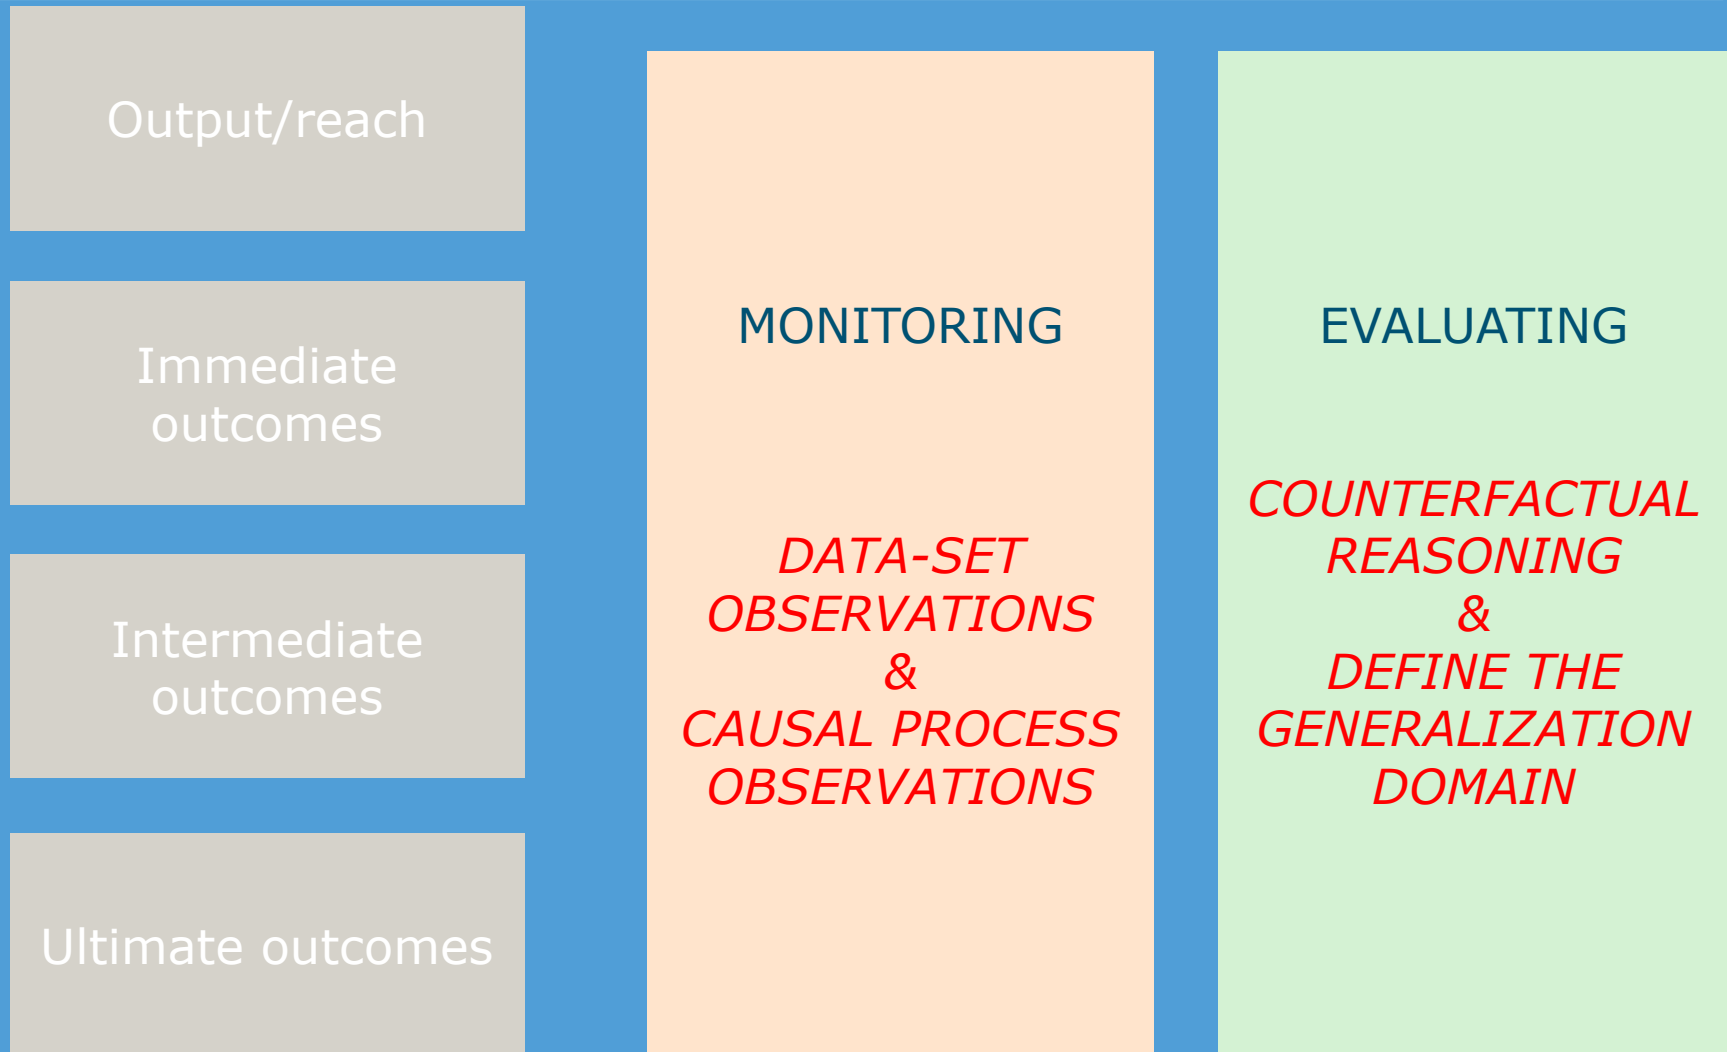 Output/reach
Immediate
outcomes
Intermediate
outcomes
Ultimate outcomes
MONITORING
DATA-SET
OBSERVATIONS
&
CAUSAL PROCESS
OBSERVATIONS
EVALUATING
COUNTERFACTUAL
REASONING
&
DEFINE THE
GENERALIZATION
DOMAIN